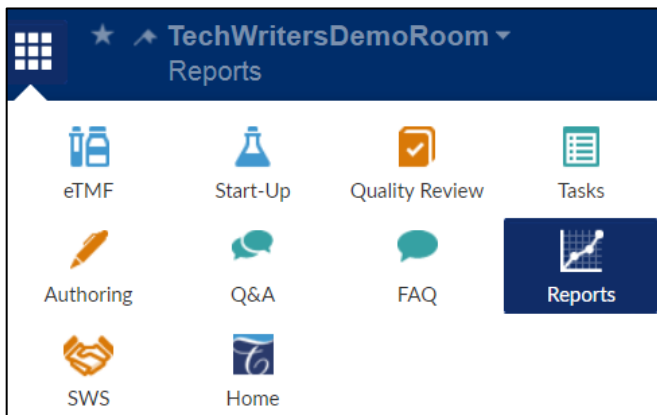 TechWritersDemoRoom
Reports
eTMF Start-Up Quality Review Tasks
Authoring Q&A FAQ Reports
SWS Home